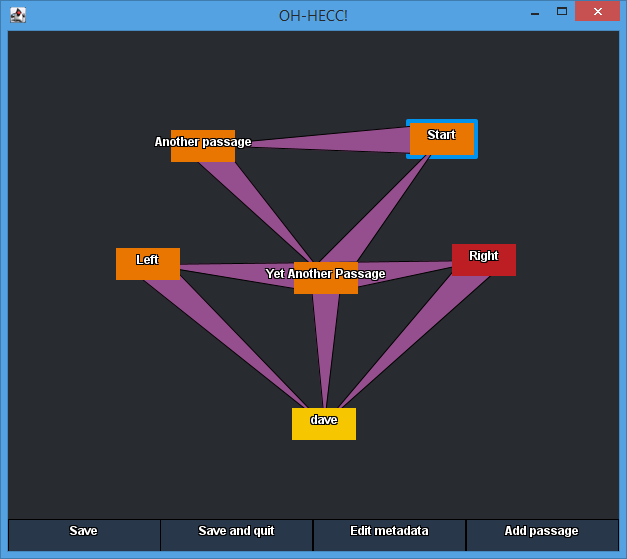 OH-HECC!
Start
Another passage
Left
Right
Yet Another Passage
dave
Save
Save and quit
Edit metadata
Add passage